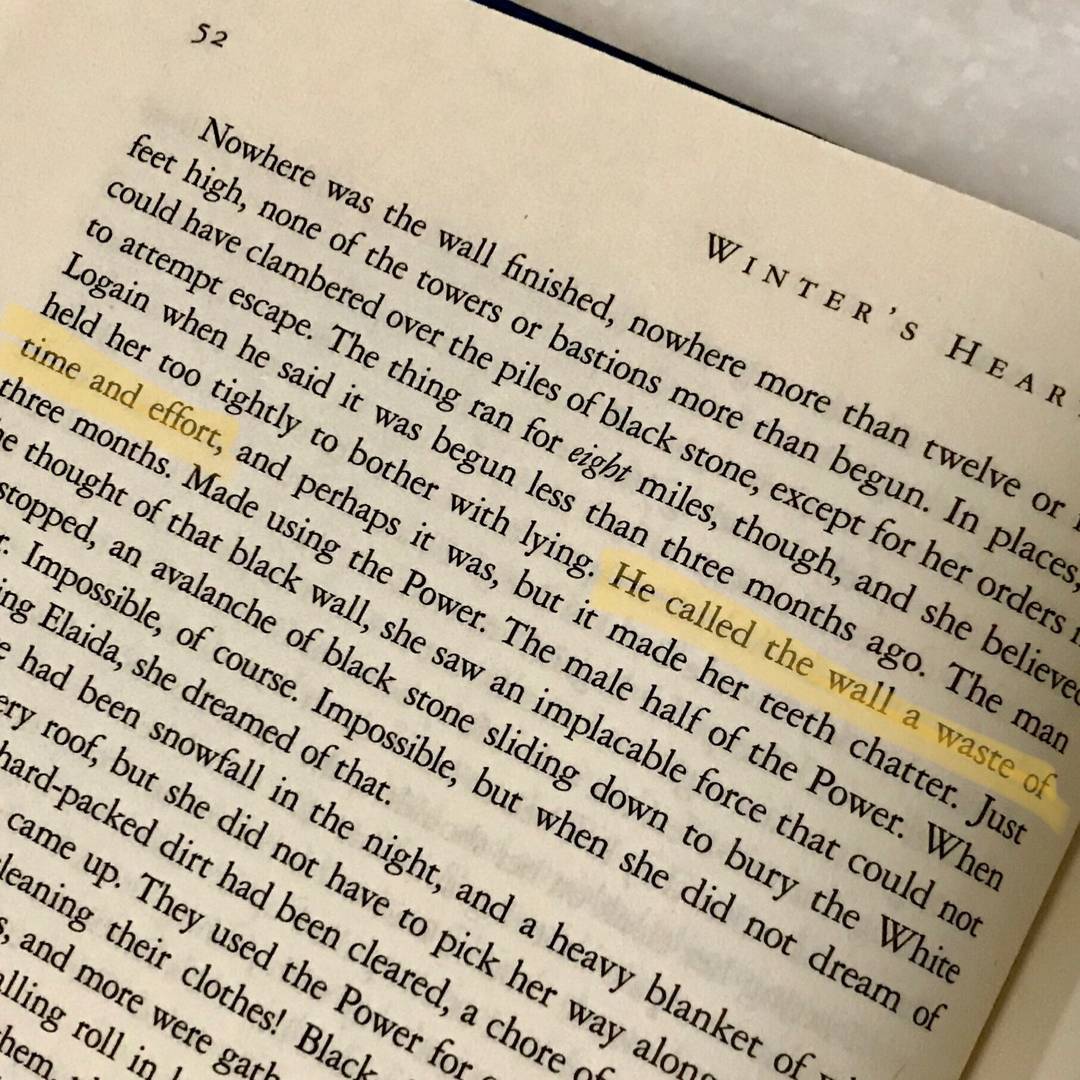 52
WINTER'S HEAR
Nowhere was the wall finished, nowhere more than twelve or
feet high, none of the towers or bastions more than begun. In places,
could have clambered over the piles of black stone, except for her orders
to attempt escape. The thing ran for eight miles, though, and she believed
Logain when he said it was begun less than three months ago. The man
held her too tightly to bother with lying. He called the wall a waste of
time and effort, and perhaps it was, but it made her teeth chatter. Just
three months. Made using the Power. The male half of the Power. When
e thought of that black wall, she saw an implacable force that could not
stopped, an avalanche of black stone sliding down to bury the White
r. Impossible, of course. Impossible, but when she did not dream of
ing Elaida, she dreamed of that.
e had been snowfall in the night, and a heavy blanket of
ery roof, but she did not have to pick her way along
hard-packed dirt had been cleared, a chore of
came up. They used the Power for
leaning their clothes! Black
s, and more were gath
lling roll in
hem,